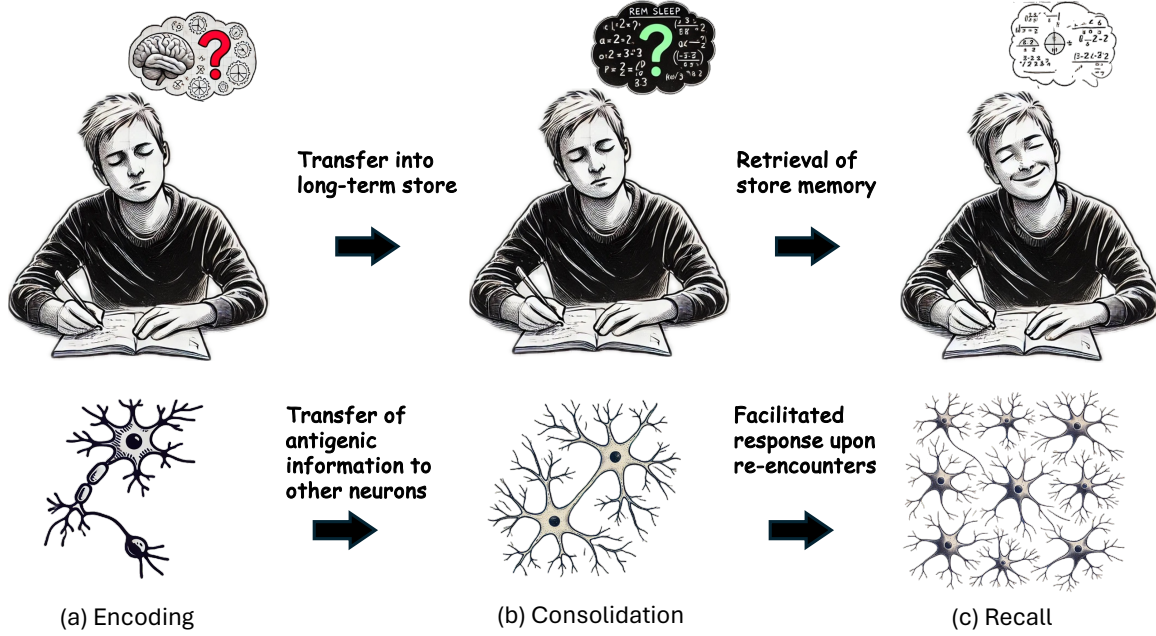 REM SLEEP
Transfer into
long-term store
Retrieval of
store memory
Transfer of
antigenic
information to
other neurons
Facilitated
response upon
re-encounters
(a) Encoding
(b) Consolidation
(c) Recall